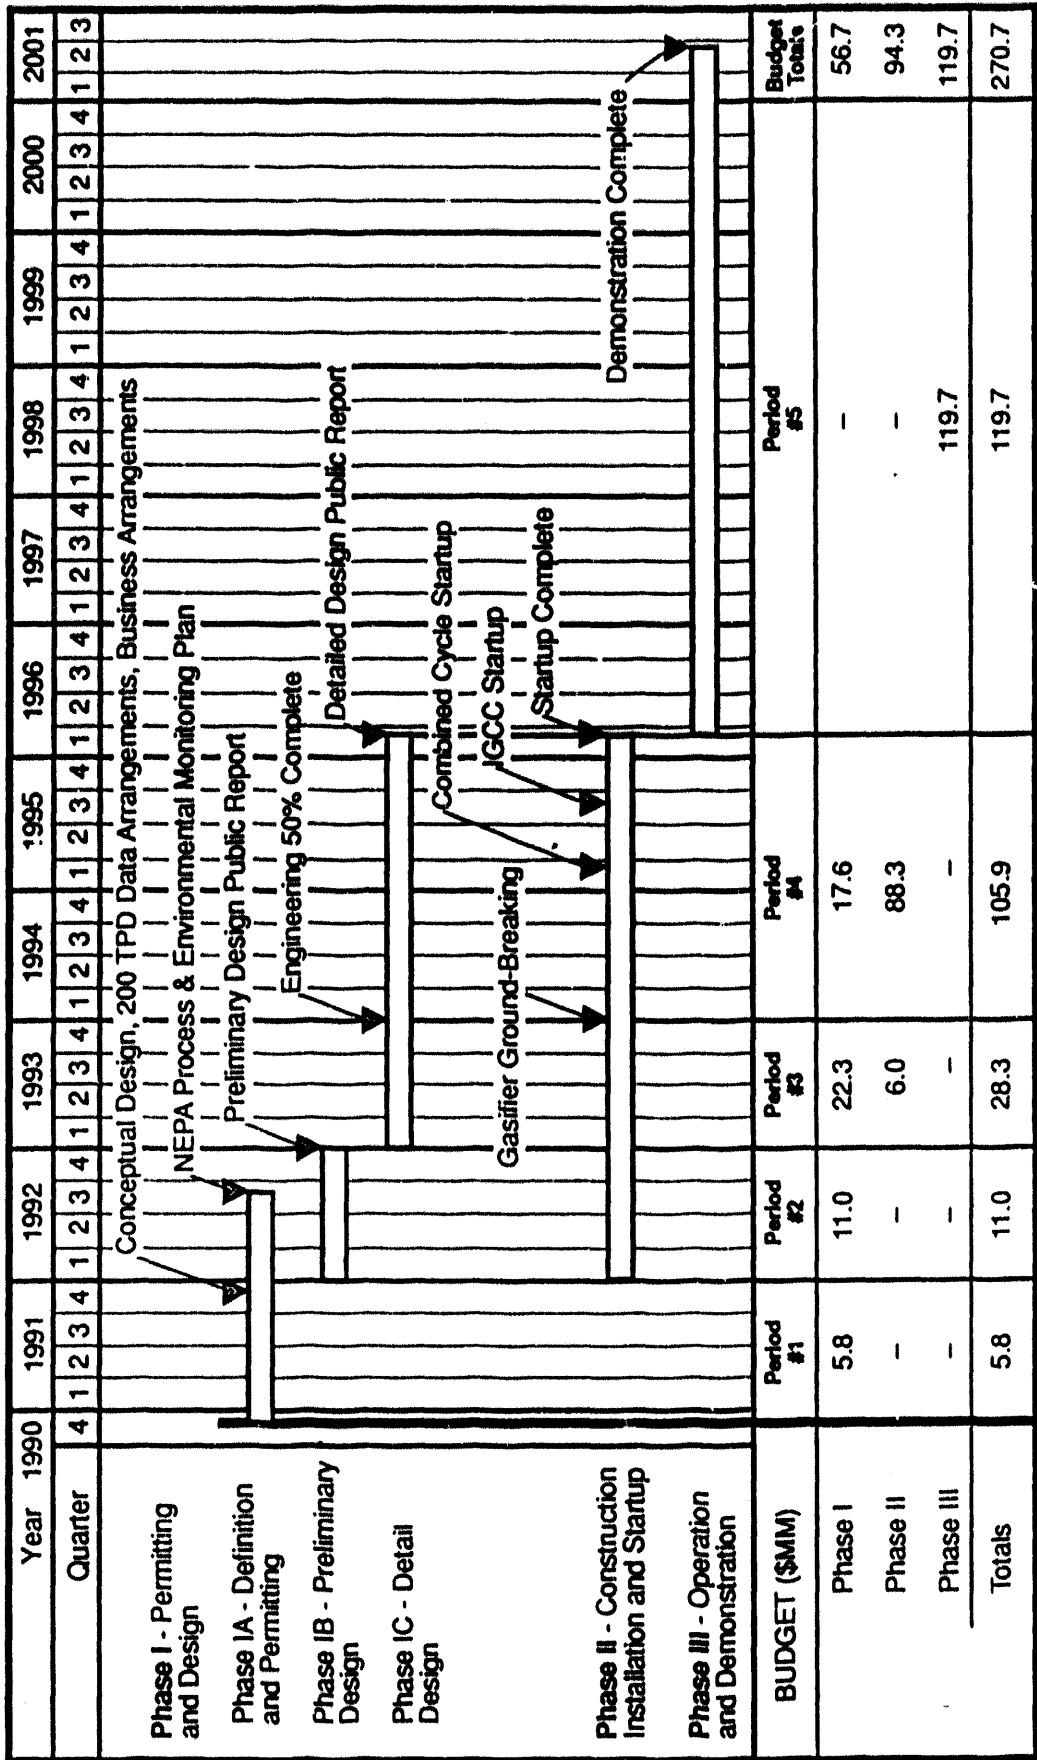 Year 1990 1991 1992 1993 1994 1995 1996 1997 1998 1999 2000 2001
Quarter 4 1 2 3 4 1 2 3 4 1 2 3 4 1 2 3 4 1 2 3 4 1 2 3 4 1 2 3 4 1 2 3 4 1 2 3 4 1 2 3 4 1 2 3
Conceptual Design, 200 TPD Data Arrangements, Business Arrangements
Phase I - Permitting
and Design
NEPA Process & Environmental Monitoring Plan
Phase IA - Definition
and Permitting
Preliminary Design Public Report
Phase IB - Preliminary
Design
Engineering 50% Complete
Detailed Design Public Report
Phase IC - Detail
Design
Combined Cycle Startup
IGCC Startup
Gasifier Ground-Breaking
Startup Complete
Phase II - Construction
Installation and Startup
Demonstration Complete
Phase III - Operation
and Demonstration
BUDGET ($MM) Period #1 Period #2 Period #3 Period #4 Period #5 Budget Totals
Phase I 5.8 11.0 22.3 17.6 – 56.7
Phase II – – 6.0 88.3 – 94.3
Phase III – – – – 119.7 119.7
Totals 5.8 11.0 28.3 105.9 119.7 270.7